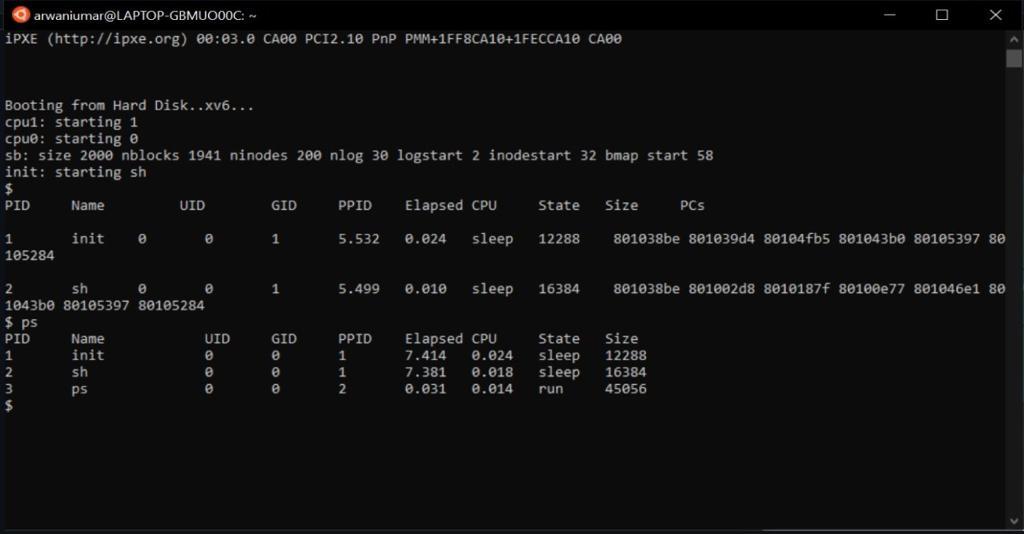 arwaniumar@LAPTOP-GBMUO00C: ~
iPXE (http://ipxe.org) 00:03.0 CA00 PCI2.10 PnP PMM+1FF8CA10+1FECCA10 CA00
Booting from Hard Disk..xv6...
cpu1: starting 1
cpu0: starting 0
sb: size 2000 nblocks 1941 ninodes 200 nlog 30 logstart 2 inodestart 32 bmap start 58
init: starting sh
$
PID Name UID GID PPID Elapsed CPU State Size PCs
1 init 0 0 1 5.532 0.024 sleep 12288 801038be 801039d4 80104fb5 801043b0 80105397 80
105284
2 sh 0 0 1 5.499 0.010 sleep 16384 801038be 801002d8 8010187f 80100e77 801046e1 80
1043b0 80105397 80105284
$ ps
PID Name UID GID PPID Elapsed CPU State Size
1 init 0 0 1 7.414 0.024 sleep 12288
2 sh 0 0 1 7.381 0.018 sleep 16384
3 ps 0 0 2 0.031 0.014 run 45056
$